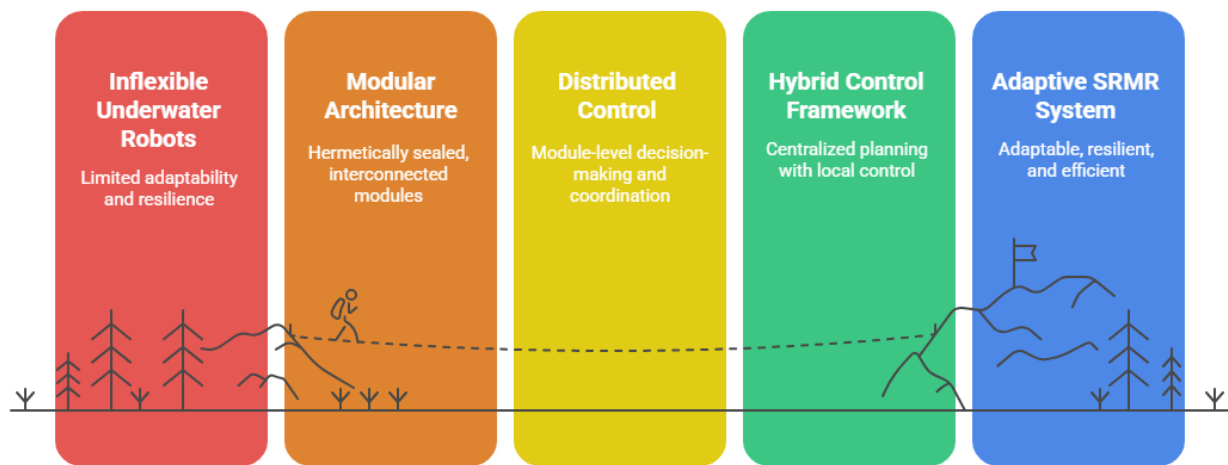 Inflexible
Underwater
Robots
Limited adaptability
and resilience
Modular
Architecture
Hermetically sealed,
interconnected
modules
Distributed
Control
Module-level decision-
making and
coordination
Hybrid Control
Framework
Centralized planning
with local control
Adaptive SRMR
System
Adaptable, resilient,
and efficient